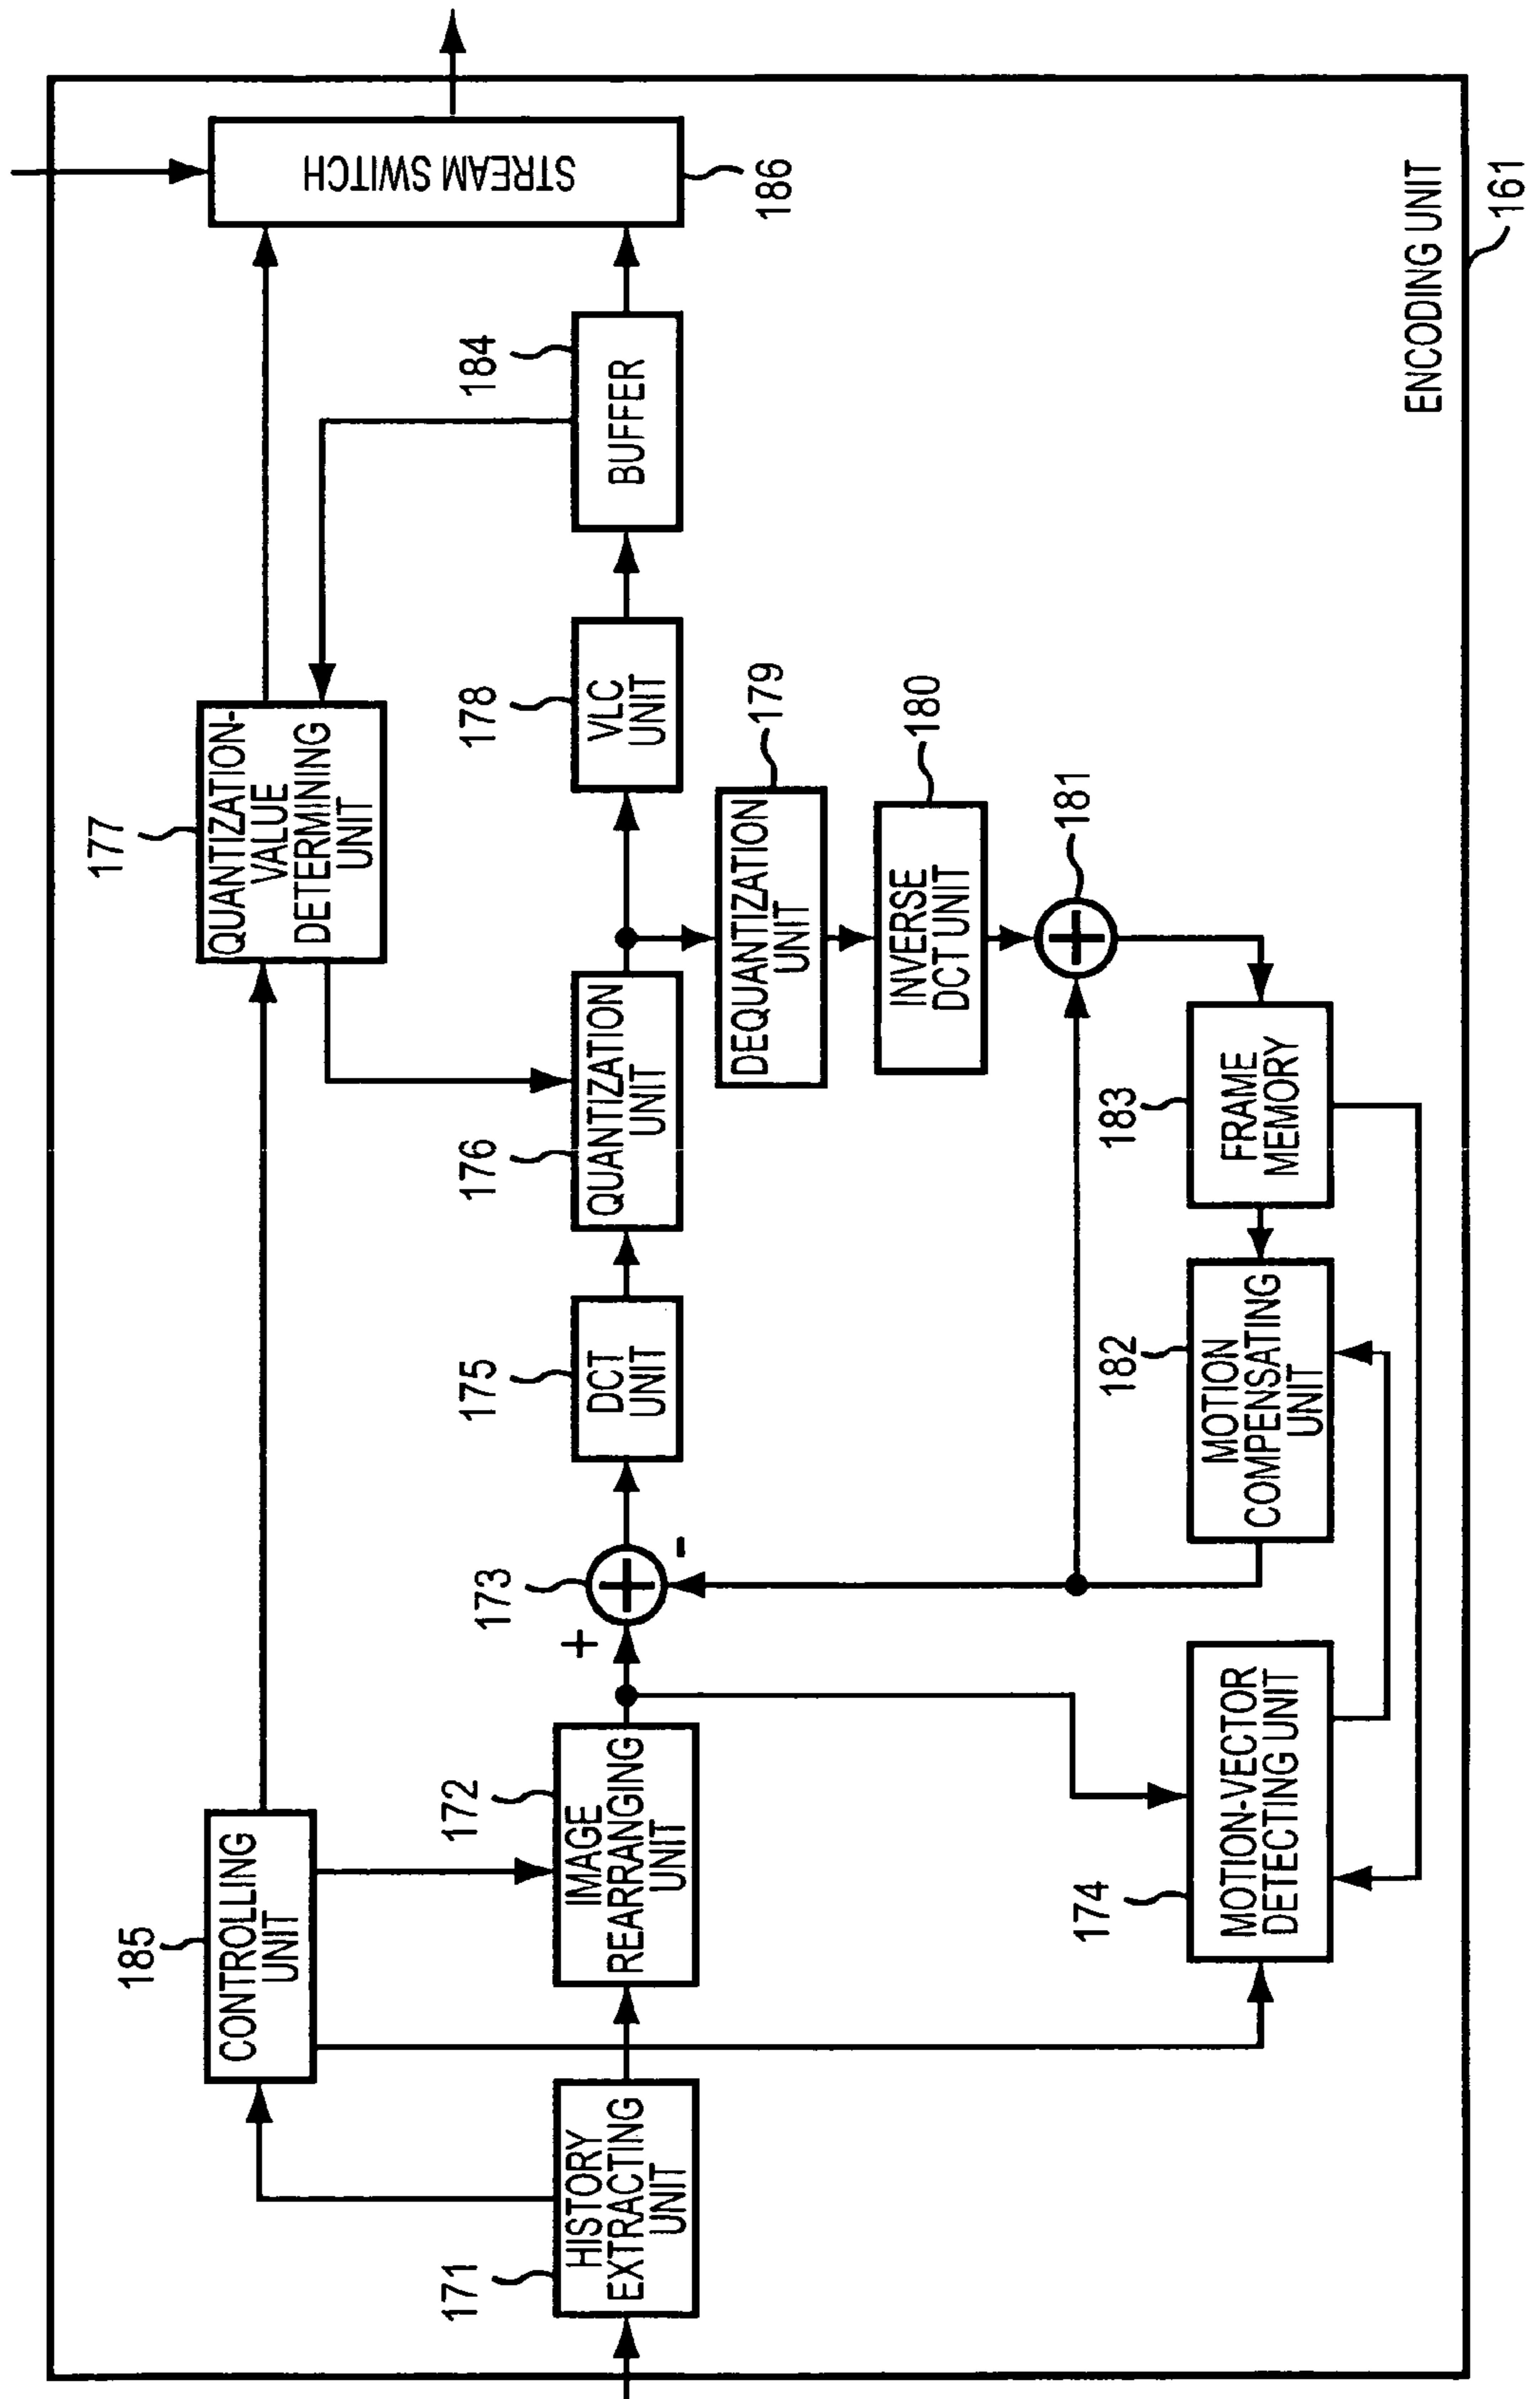 ENCODING UNIT
161
STREAM SWITCH
186
177
QUANTIZATION-
VALUE
DETERMINING
UNIT
184
BUFFER
178
VLC
UNIT
179
DEQUANTIZATION
UNIT
180
INVERSE
DCT UNIT
181
176
QUANTIZATION
UNIT
183
FRAME
MEMORY
175
DCT
UNIT
182
MOTION
COMPENSATING
UNIT
173
+
-
185
CONTROLLING
UNIT
172
IMAGE
REARRANGING
UNIT
174
MOTION-VECTOR
DETECTING UNIT
171
HISTORY
EXTRACTING
UNIT